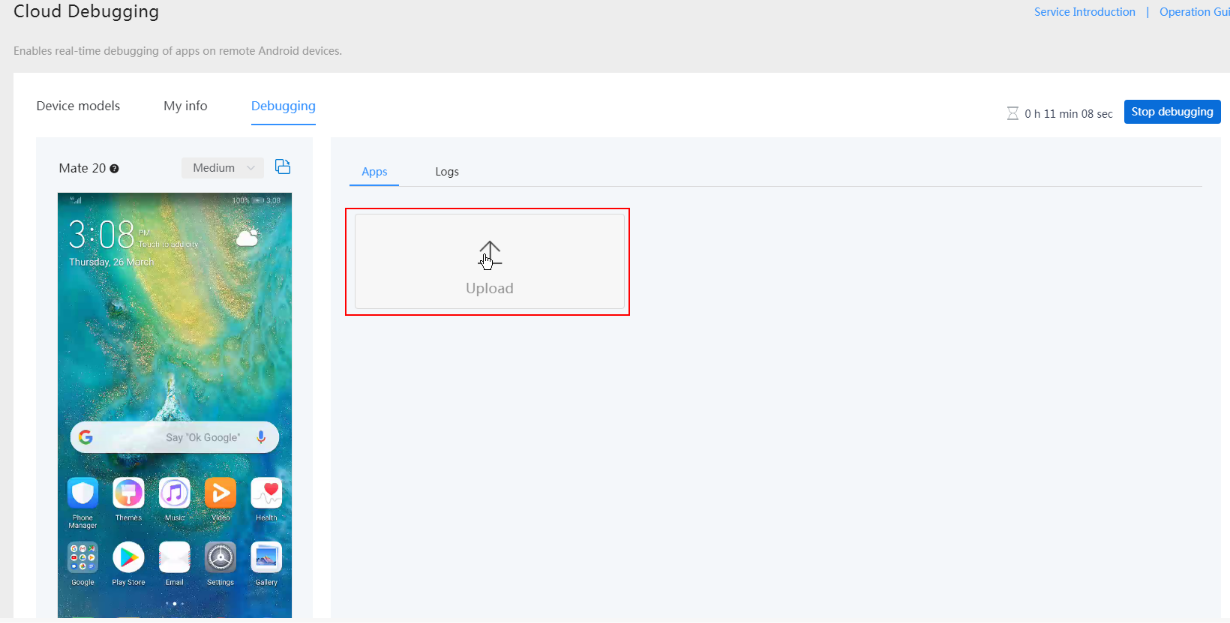 Cloud Debugging
Service Introduction | Operation Gui
Enables real-time debugging of apps on remote Android devices.
Device models My info Debugging
0 h 11 min 08 sec Stop debugging
Mate 20 Medium
Apps Logs
100% 3:08
3:08 PM
Touch to add city
Thursday, 26 March
Upload
Say "Ok Google"
Phone Manager Themes Music Video Health
Google Play Store Email Settings Gallery